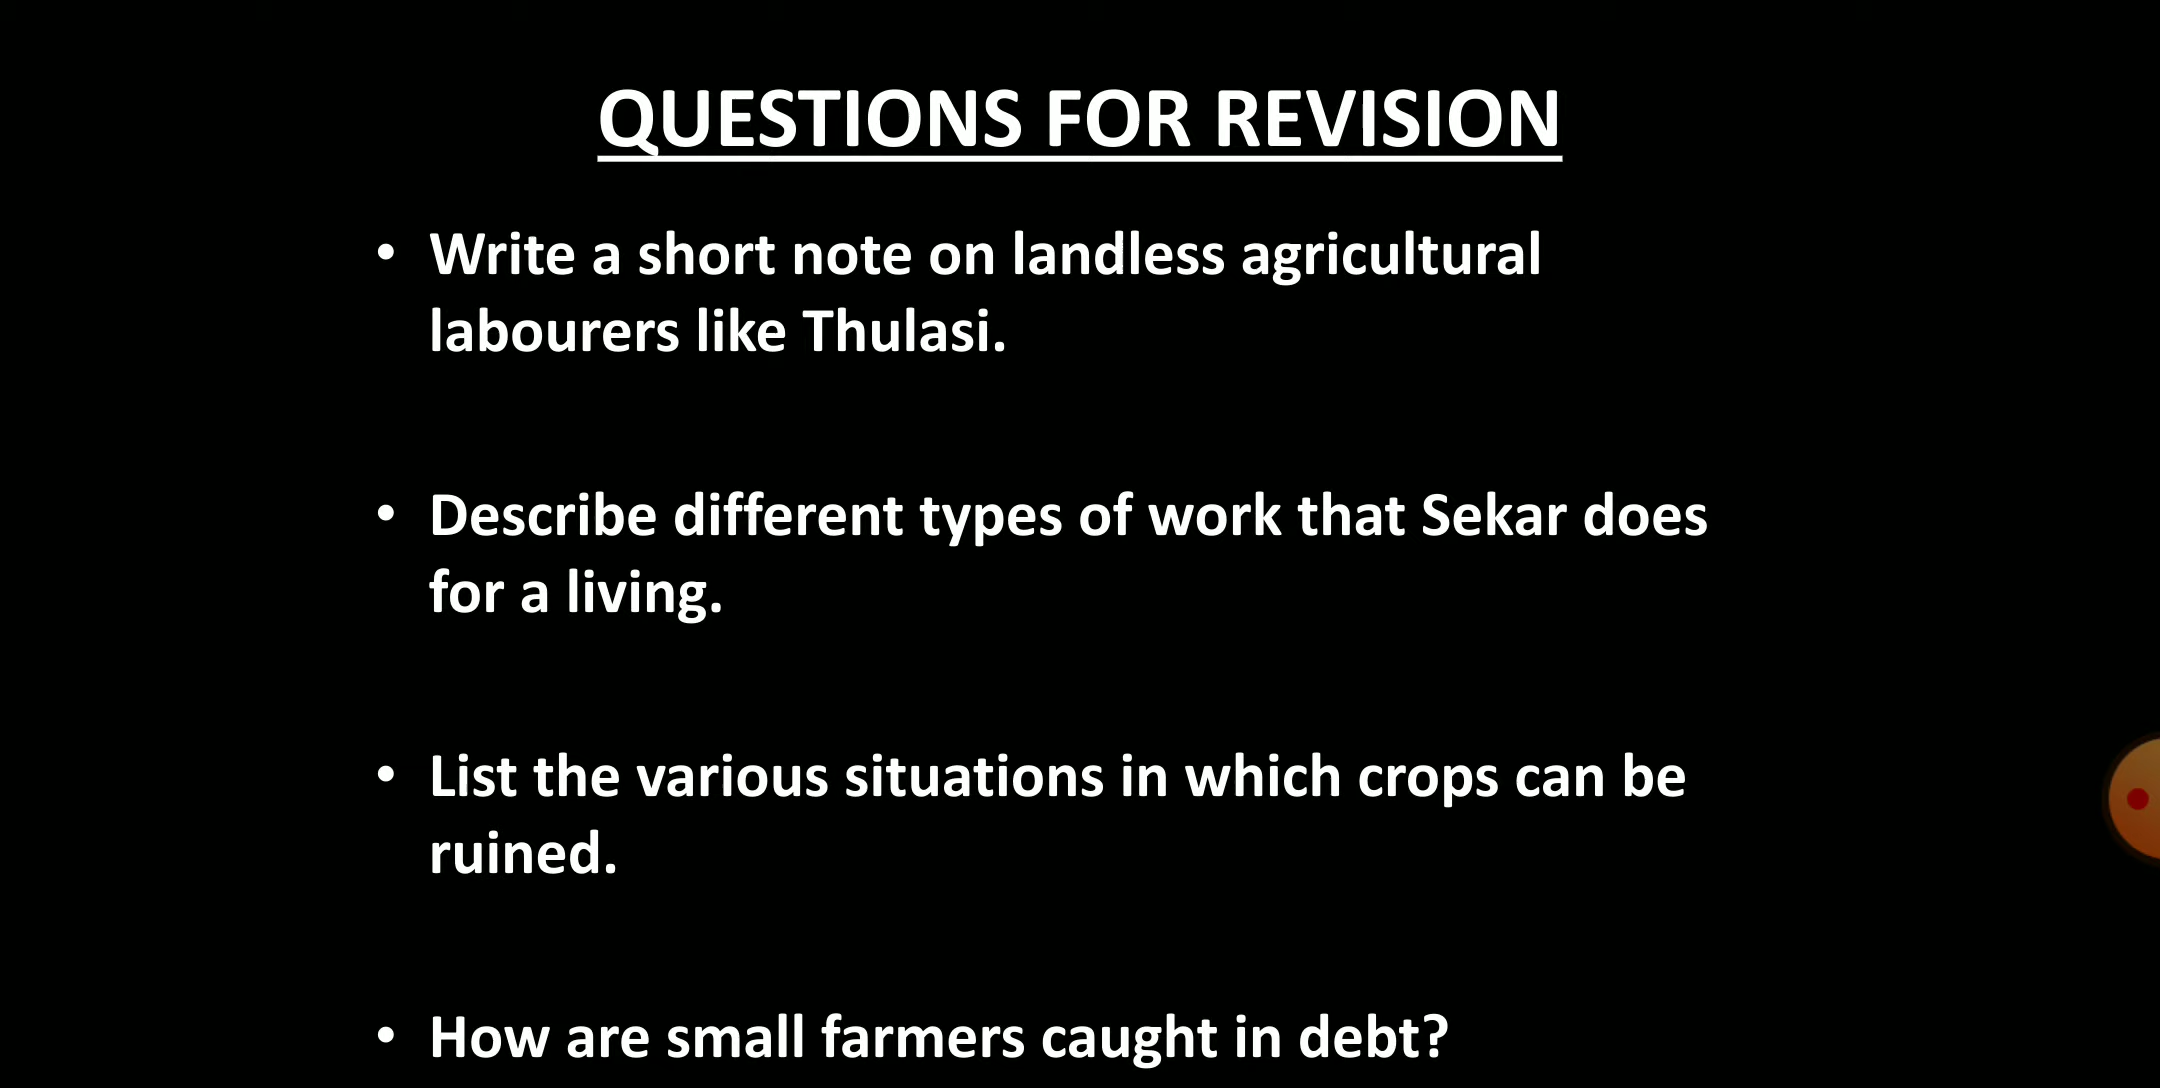 QUESTIONS FOR REVISION
• Write a short note on landless agricultural
labourers like Thulasi.
• Describe different types of work that Sekar does
for a living.
• List the various situations in which crops can be
ruined.
• How are small farmers caught in debt?